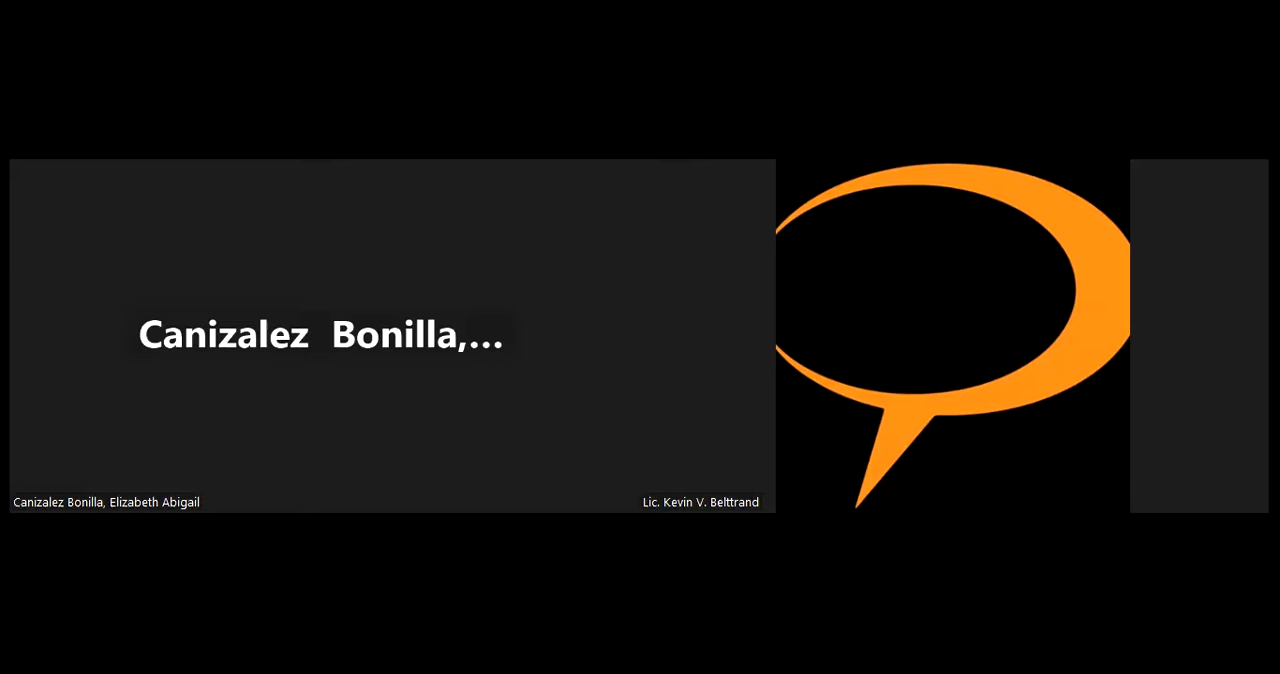 Canizalez Bonilla,...
Canizalez Bonilla, Elizabeth Abigail
Lic. Kevin V. Belttrand